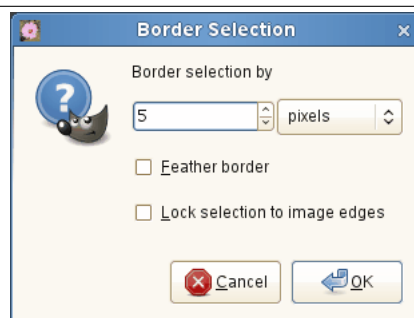 Border Selection
Border selection by
5 pixels
Feather border
Lock selection to image edges
Cancel OK